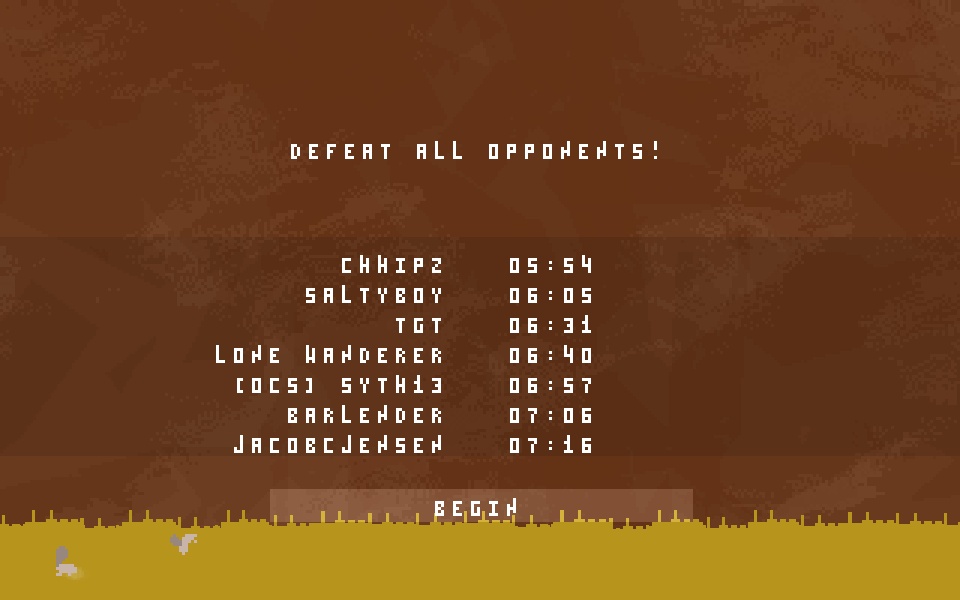 DEFEAT ALL OPPONENTS!
CHHIPZ 05:54
SALTYBOY 06:05
TGT 06:31
LONE WANDERER 06:40
[OCS] SYTH13 06:57
BARLENDER 07:06
JACOBCJENSEN 07:16
BEGIN